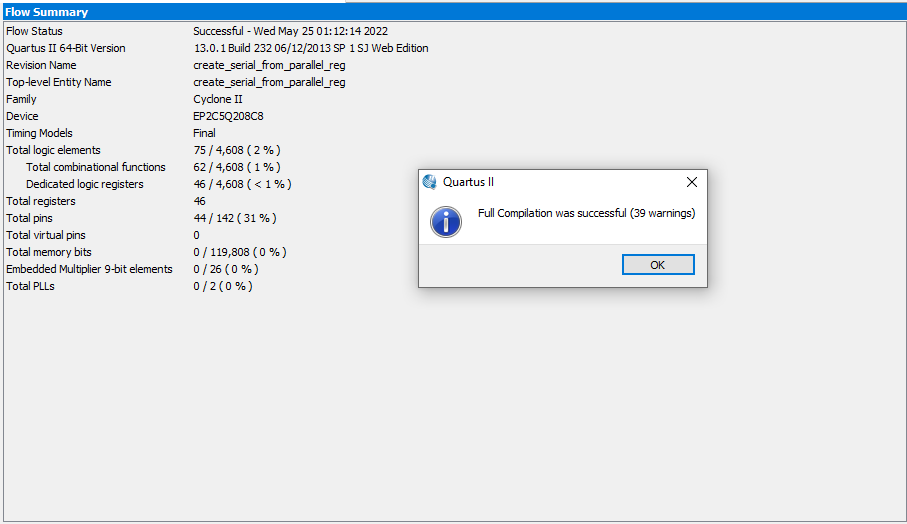 Flow Summary
Flow Status Successful - Wed May 25 01:12:14 2022
Quartus II 64-Bit Version 13.0.1 Build 232 06/12/2013 SP 1 SJ Web Edition
Revision Name create_serial_from_parallel_reg
Top-level Entity Name create_serial_from_parallel_reg
Family Cyclone II
Device EP2C5Q208C8
Timing Models Final
Total logic elements 75 / 4,608 ( 2 % )
Total combinational functions 62 / 4,608 ( 1 % )
Dedicated logic registers 46 / 4,608 ( < 1 % )
Total registers 46
Total pins 44 / 142 ( 31 % )
Total virtual pins 0
Total memory bits 0 / 119,808 ( 0 % )
Embedded Multiplier 9-bit elements 0 / 26 ( 0 % )
Total PLLs 0 / 2 ( 0 % )
Quartus II
Full Compilation was successful (39 warnings)
OK